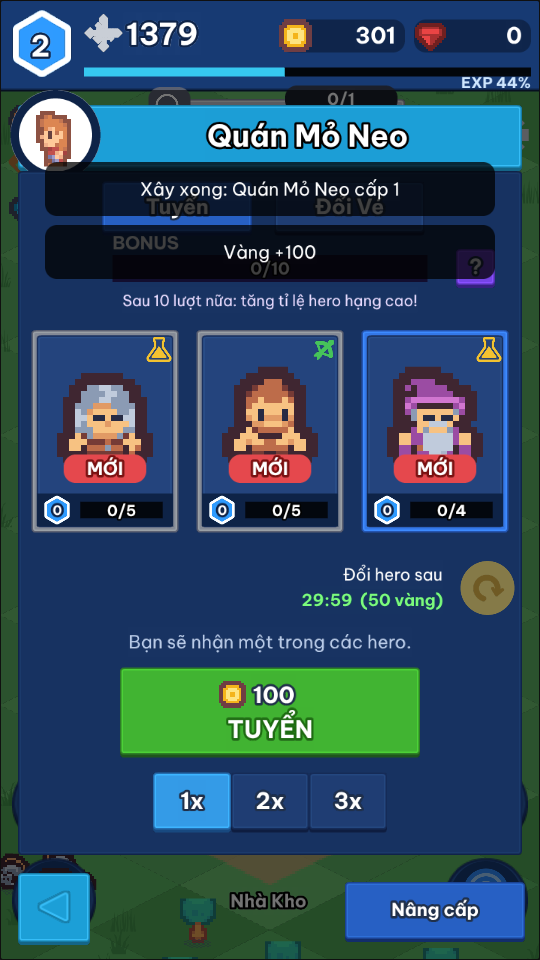 2
1379
301
0
EXP 44%
0/1
Quán Mỏ Neo
Xây xong: Quán Mỏ Neo cấp 1
Tuyển
Đổi Vé
BONUS
Vàng +100
0/10
?
Sau 10 lượt nữa: tăng tỉ lệ hero hạng cao!
MỚI
MỚI
MỚI
0
0/5
0
0/5
0
0/4
Đổi hero sau
29:59 (50 vàng)
Bạn sẽ nhận một trong các hero.
100
TUYỂN
1x
2x
3x
Nhà Kho
Nâng cấp